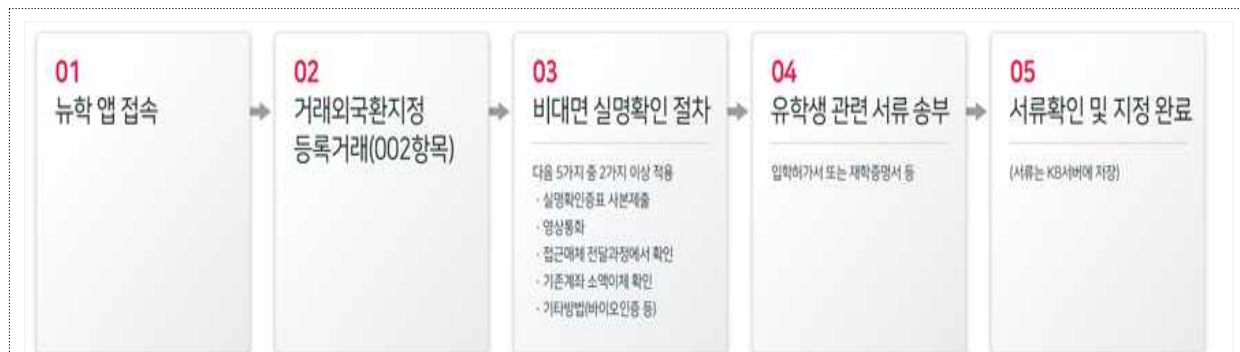 01
뉴학 앱 접속
02
거래외국환지정
등록거래(002항목)
03
비대면 실명확인 절차
다음 5가지 중 2가지 이상 적용
· 실명확인증표 사본제출
· 영상통화
· 접근매체 전달과정에서 확인
· 기존계좌 소액이체 확인
· 기타방법(바이오인증 등)
04
유학생 관련 서류 송부
입학허가서 또는 재학증명서 등
05
서류확인 및 지정 완료
(서류는 KB서버에 저장)